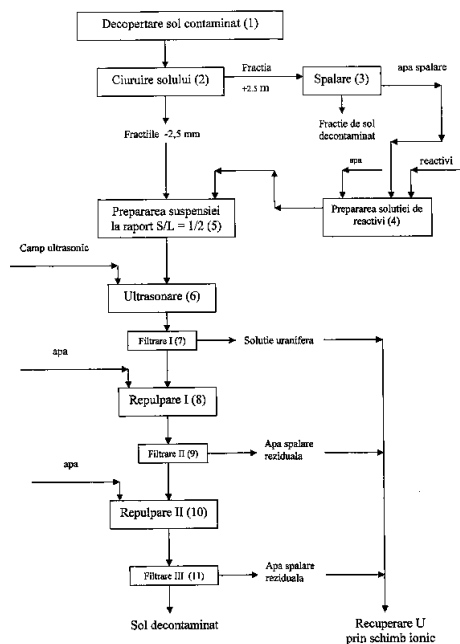 Decopertare sol contaminat (1)
Ciuruire solului (2)
Fractia
+2.5 m
Spalare (3)
apa spalare
Fractiile -2,5 mm
Fractie de sol
decontaminat
apa
reactivi
Prepararea suspensiei
la raport S/L = 1/2 (5)
Prepararea solutiei de
reactivi (4)
Camp ultrasonic
Ultrasonare (6)
Filtrare I (7)
Solutie uranifera
apa
Repulpare I (8)
Filtrare II (9)
Apa spalare
reziduala
apa
Repulpare II (10)
Filtrare III (11)
Apa spalare
reziduala
Sol decontaminat
Recuperare U
prin schimb ionic